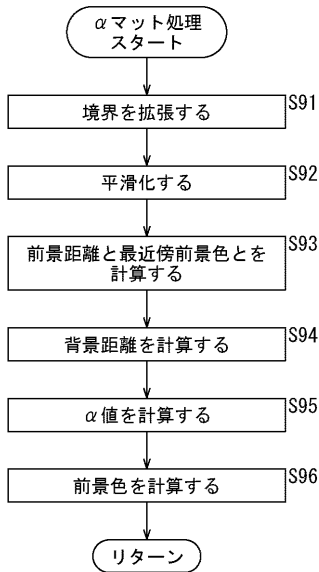 αマット処理
スタート
境界を拡張する
S91
平滑化する
S92
前景距離と最近傍前景色とを
計算する
S93
背景距離を計算する
S94
α値を計算する
S95
前景色を計算する
S96
リターン